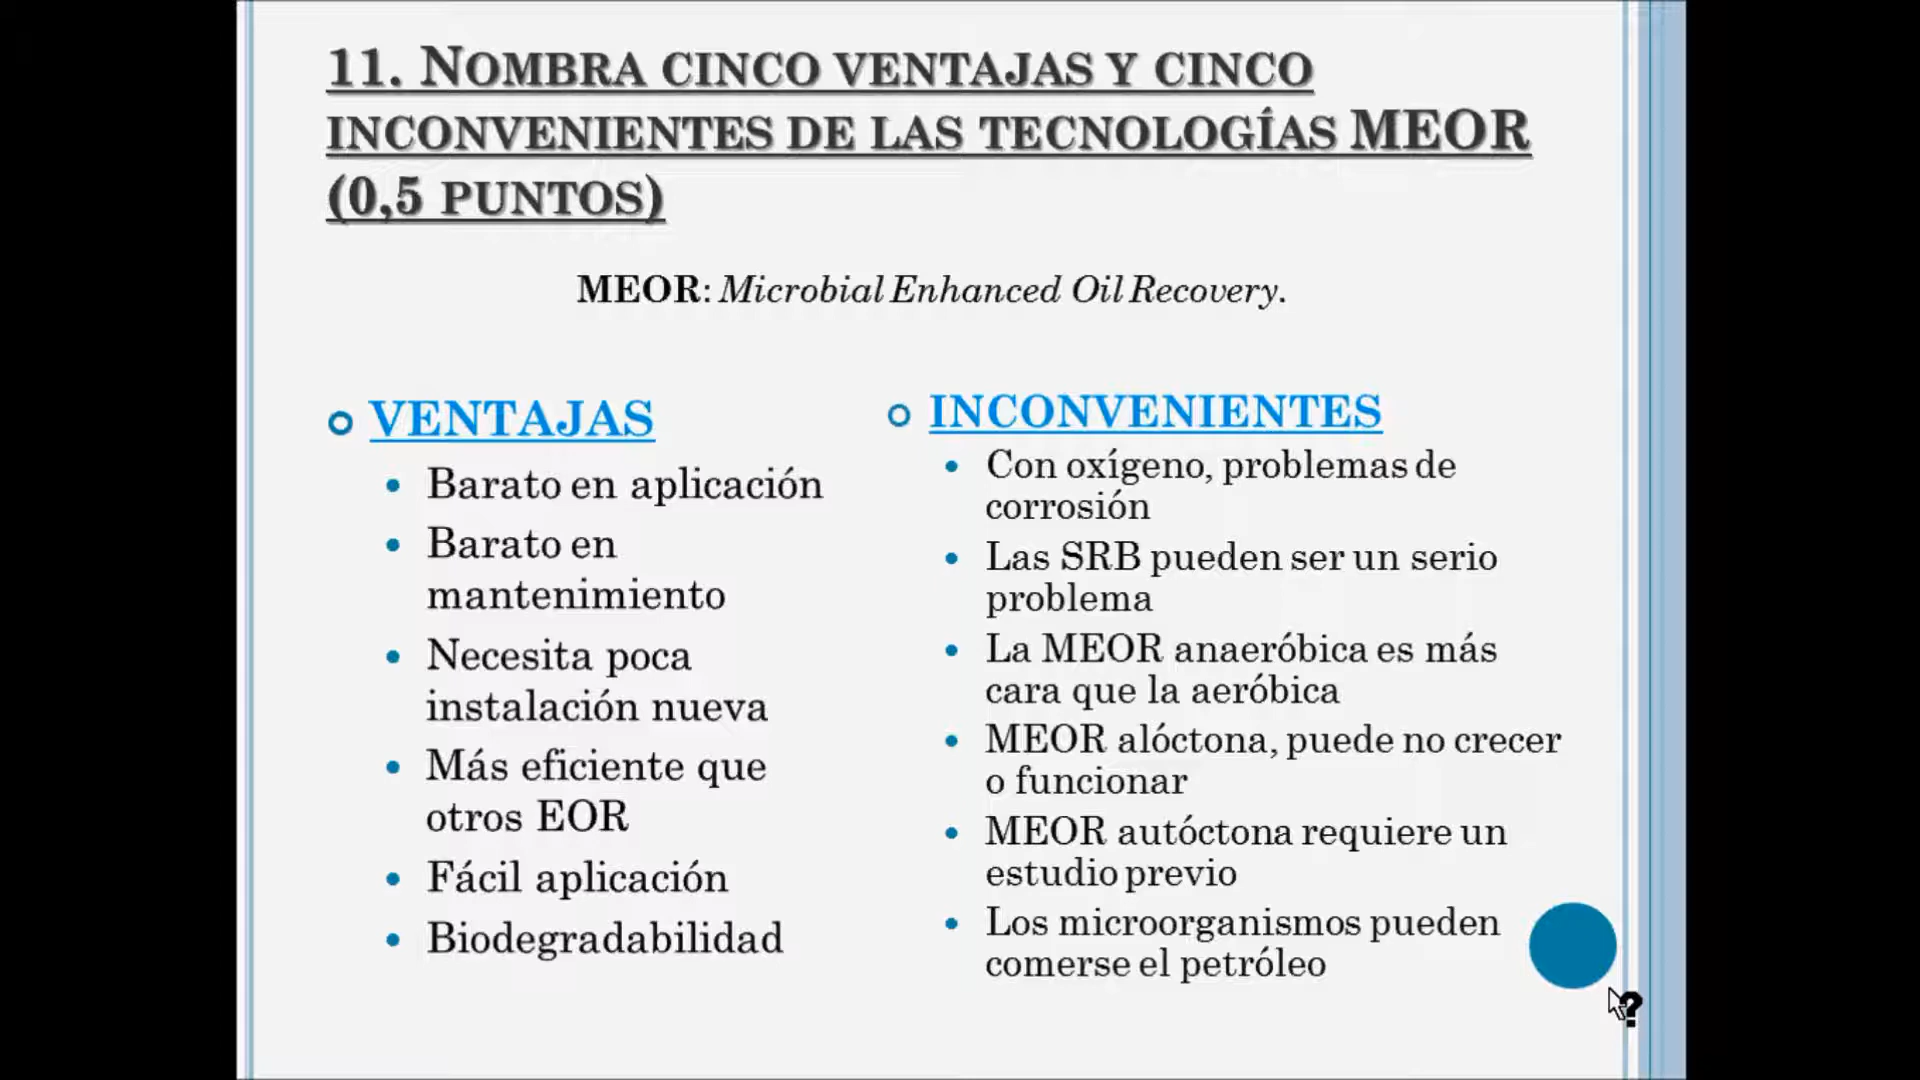 11. NOMBRA CINCO VENTAJAS Y CINCO
INCONVENIENTES DE LAS TECNOLOGÍAS MEOR
(0,5 PUNTOS)
MEOR: Microbial Enhanced Oil Recovery.
VENTAJAS
Barato en aplicación
Barato en
mantenimiento
Necesita poca
instalación nueva
Más eficiente que
otros EOR
Fácil aplicación
Biodegradabilidad
INCONVENIENTES
Con oxígeno, problemas de
corrosión
Las SRB pueden ser un serio
problema
La MEOR anaeróbica es más
cara que la aeróbica
MEOR alóctona, puede no crecer
o funcionar
MEOR autóctona requiere un
estudio previo
Los microorganismos pueden
comerse el petróleo